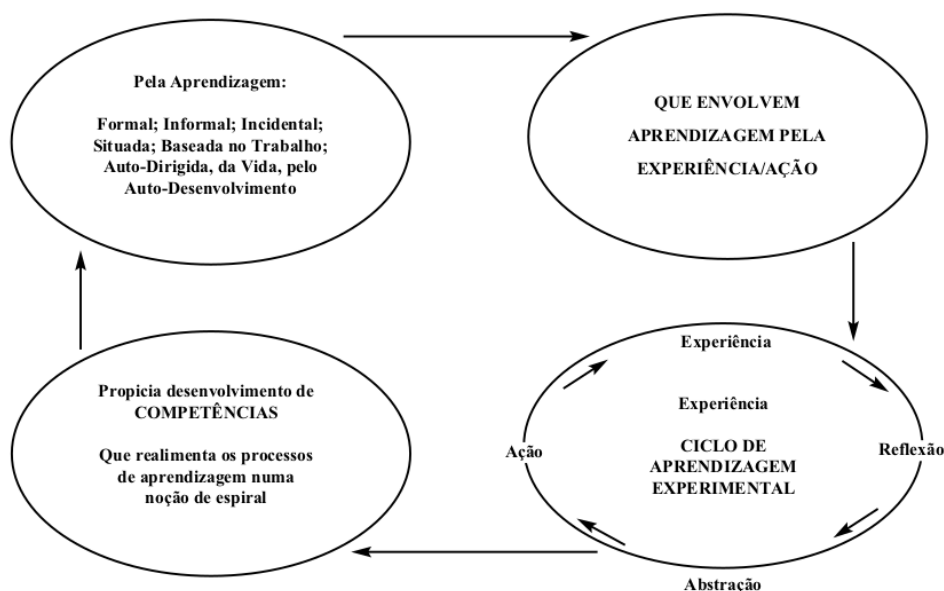 Pela Aprendizagem:
Formal; Informal; Incidental;
Situada; Baseada no Trabalho;
Auto-Dirigida, da Vida, pelo
Auto-Desenvolvimento
QUE ENVOLVEM
APRENDIZAGEM PELA
EXPERIÊNCIA/AÇÃO
Propicia desenvolvimento de
COMPETÊNCIAS
Que realimenta os processos
de aprendizagem numa
noção de espiral
Experiência
Experiência
CICLO DE
APRENDIZAGEM
EXPERIMENTAL
Ação
Reflexão
Abstração